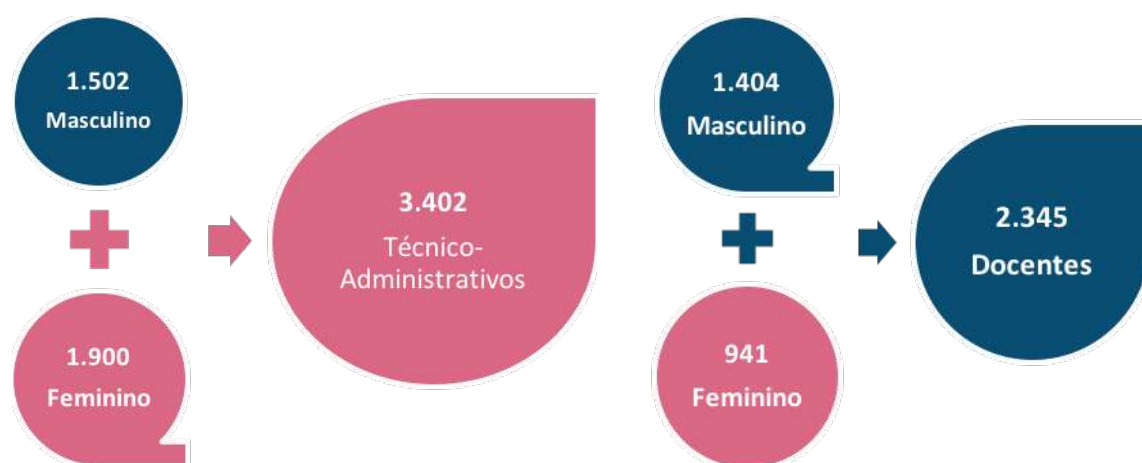 1.502
Masculino
1.900
Feminino
3.402
Técnico-
Administrativos
1.404
Masculino
941
Feminino
2.345
Docentes